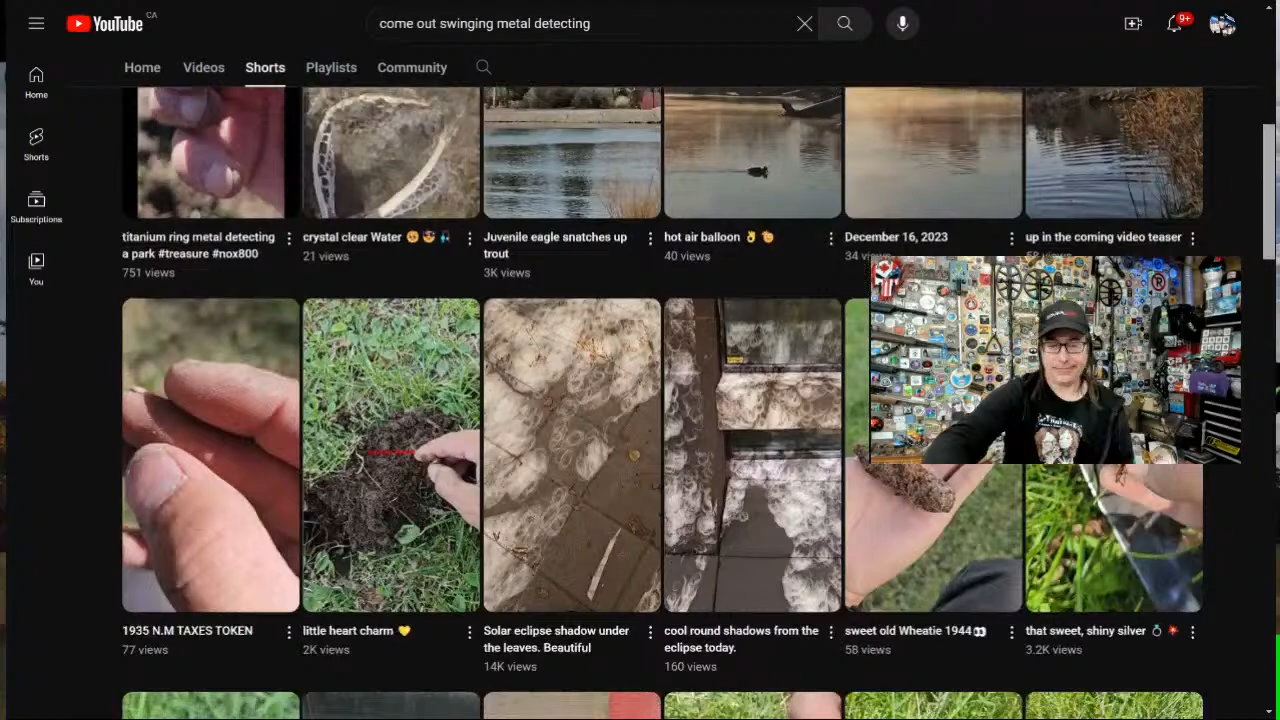 YouTube CA
come out swinging metal detecting
9+
Home
Videos
Shorts
Playlists
Community
Home
Shorts
Subscriptions
You
titanium ring metal detecting a park #treasure #nox800
751 views
crystal clear Water
21 views
Juvenile eagle snatches up trout
3K views
hot air balloon
40 views
December 16, 2023
34
up in the coming video teaser
1935 N.M TAXES TOKEN
77 views
little heart charm
2K views
Solar eclipse shadow under the leaves. Beautiful
14K views
cool round shadows from the eclipse today.
160 views
sweet old Wheatie 1944
58 views
that sweet, shiny silver
3.2K views